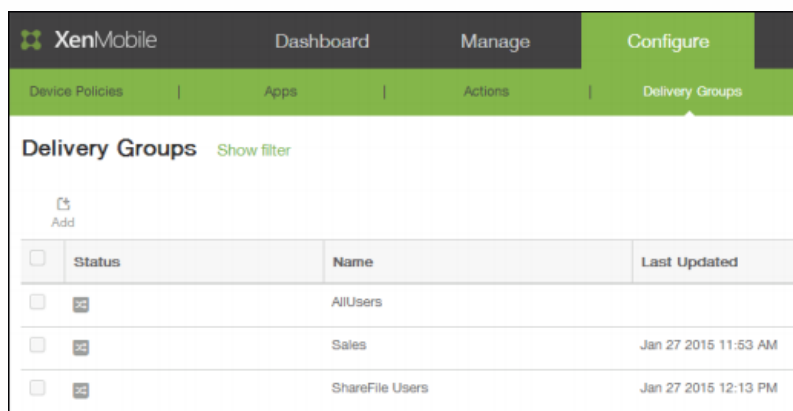 XenMobile Dashboard Manage Configure
Device Policies | Apps | Actions | Delivery Groups
Delivery Groups Show filter
Add
Status Name Last Updated
AllUsers
Sales Jan 27 2015 11:53 AM
ShareFile Users Jan 27 2015 12:13 PM